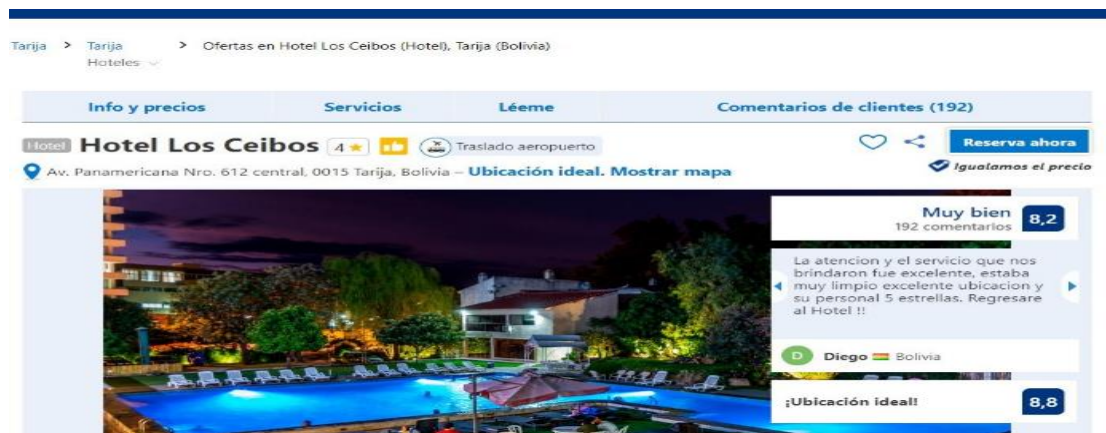 Tarija > Tarija > Ofertas en Hotel Los Ceibos (Hotel), Tarija (Bolivia)
Hoteles
Info y precios Servicios Léeme Comentarios de clientes (192)
Hotel Hotel Los Ceibos 4 Traslado aeropuerto Reserva ahora
Av. Panamericana Nro. 612 central, 0015 Tarija, Bolivia – Ubicación ideal. Mostrar mapa Igualamos el precio
Muy bien 8,2
192 comentarios
La atencion y el servicio que nos
brindaron fue excelente, estaba
muy limpio excelente ubicacion y
su personal 5 estrellas. Regresare
al Hotel !!
D Diego Bolivia
¡Ubicación ideal! 8,8